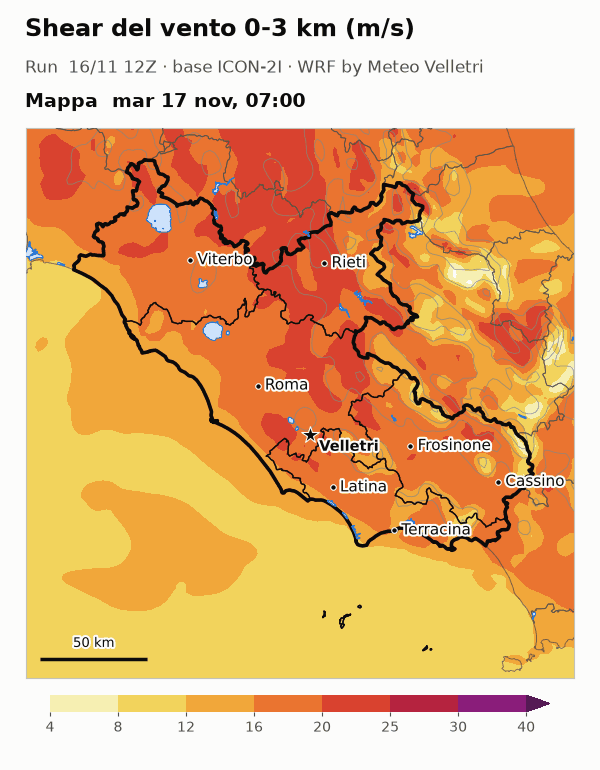 Shear del vento 0-3 km (m/s)
Run  16/11 12Z · base ICON-2I · WRF by Meteo Velletri
Mappa  mar 17 nov, 07:00
Viterbo
Rieti
Roma
Velletri
Frosinone
Latina
Cassino
Terracina
50 km
4 8 12 16 20 25 30 40